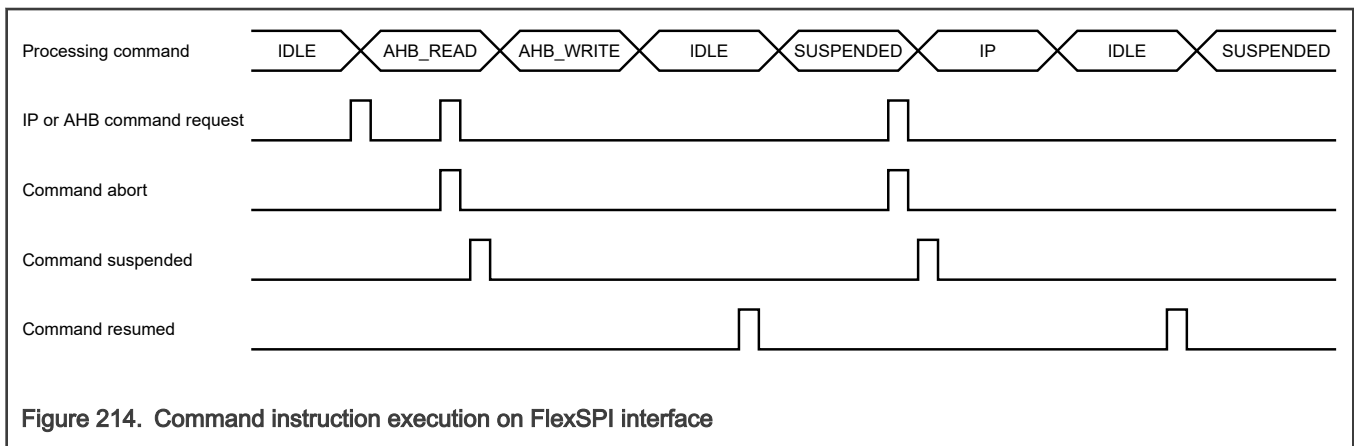 Processing command IDLE AHB_READ AHB_WRITE IDLE SUSPENDED IP IDLE SUSPENDED
IP or AHB command request
Command abort
Command suspended
Command resumed
Figure 214. Command instruction execution on FlexSPI interface